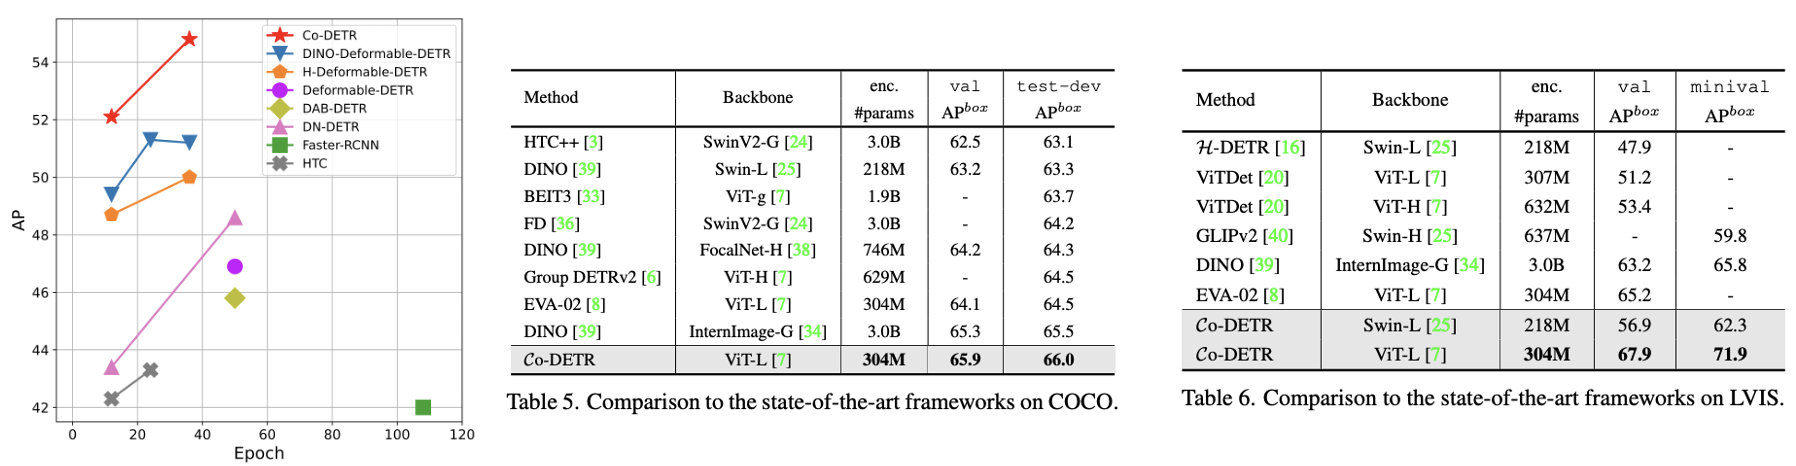 54
52
50
48
46
44
42
AP
0 20 40 60 80 100 120
Epoch
Co-DETR
DINO-Deformable-DETR
H-Deformable-DETR
Deformable-DETR
DAB-DETR
DN-DETR
Faster-RCNN
HTC
Method Backbone enc. #params val AP^box test-dev AP^box
HTC++ [3] SwinV2-G [24] 3.0B 62.5 63.1
DINO [39] Swin-L [25] 218M 63.2 63.3
BEIT3 [33] ViT-g [7] 1.9B - 63.7
FD [36] SwinV2-G [24] 3.0B - 64.2
DINO [39] FocalNet-H [38] 746M 64.2 64.3
Group DETRv2 [6] ViT-H [7] 629M - 64.5
EVA-02 [8] ViT-L [7] 304M 64.1 64.5
DINO [39] InternImage-G [34] 3.0B 65.3 65.5
Co-DETR ViT-L [7] 304M 65.9 66.0
Table 5. Comparison to the state-of-the-art frameworks on COCO.
Method Backbone enc. #params val AP^box minival AP^box
H-DETR [16] Swin-L [25] 218M 47.9 -
ViTDet [20] ViT-L [7] 307M 51.2 -
ViTDet [20] ViT-H [7] 632M 53.4 -
GLIPv2 [40] Swin-H [25] 637M - 59.8
DINO [39] InternImage-G [34] 3.0B 63.2 65.8
EVA-02 [8] ViT-L [7] 304M 65.2 -
Co-DETR Swin-L [25] 218M 56.9 62.3
Co-DETR ViT-L [7] 304M 67.9 71.9
Table 6. Comparison to the state-of-the-art frameworks on LVIS.